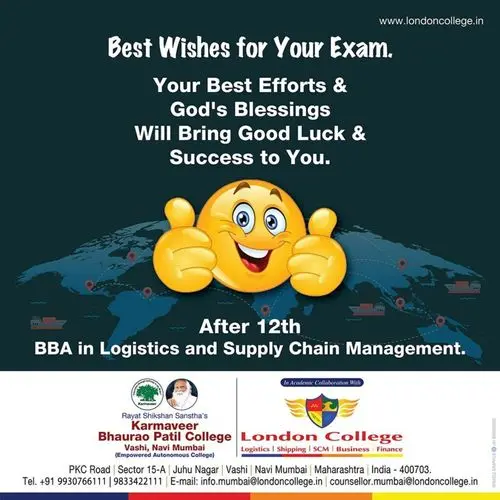 www.londoncollege.in
Best Wishes for Your Exam.
Your Best Efforts &
God's Blessings
Will Bring Good Luck &
Success to You.
After 12th
BBA in Logistics and Supply Chain Management.
Rayat Shikshan Sanstha's
Karmaveer
Bhaurao Patil College
Vashi, Navi Mumbai
(Empowered Autonomous College)
In Academic Collaboration With
London College
Logistics | Shipping | SCM | Business | Finance
PKC Road | Sector 15-A | Juhu Nagar | Vashi | Navi Mumbai | Maharashtra | India - 400703.
Tel. +91 9930766111 | 9833422111 | E-mail: info.mumbai@londoncollege.in | counsellor.mumbai@londoncollege.in